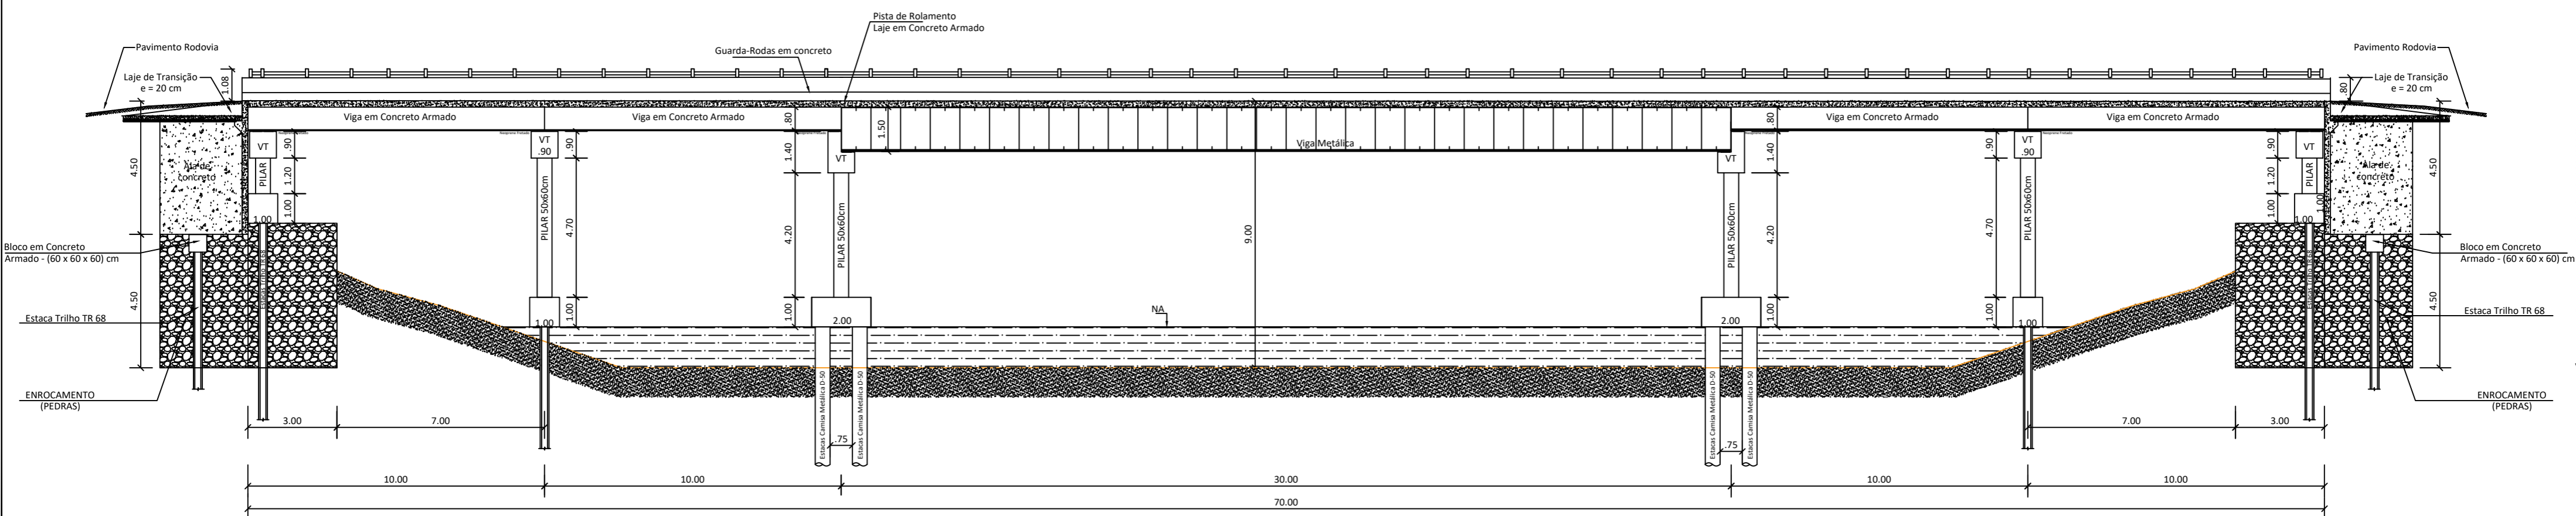 Pista de Rolamento
Laje em Concreto Armado
Guarda-Rodas em concreto
Pavimento Rodovia
Laje de Transição
e = 20 cm
1.08
Pavimento Rodovia
Laje de Transição
e = 20 cm
.80
Viga em Concreto Armado
Viga em Concreto Armado
.80
1.50
Viga Metálica
.80
Viga em Concreto Armado
Viga em Concreto Armado
4.50
Ala de
concreto
VT
.90
PILAR
1.20
1.00
1.00
VT
.90
.90
PILAR 50x60cm
4.70
1.00
1.00
1.40
VT
PILAR 50x60cm
4.20
1.00
2.00
9.00
NA
VT
1.40
PILAR 50x60cm
4.20
1.00
2.00
VT
.90
.90
PILAR 50x60cm
4.70
1.00
1.00
VT
.90
PILAR
1.20
1.00
1.00
1.00
Ala de
concreto
4.50
Bloco em Concreto
Armado - (60 x 60 x 60) cm
4.50
Estaca Trilho TR 68
ENROCAMENTO
(PEDRAS)
Bloco em Concreto
Armado - (60 x 60 x 60) cm
4.50
Estaca Trilho TR 68
ENROCAMENTO
(PEDRAS)
Estacas Camisa Metálica D-50
Estacas Camisa Metálica D-50
.75
Estacas Camisa Metálica D-50
Estacas Camisa Metálica D-50
.75
3.00
7.00
7.00
3.00
10.00
10.00
30.00
10.00
10.00
70.00